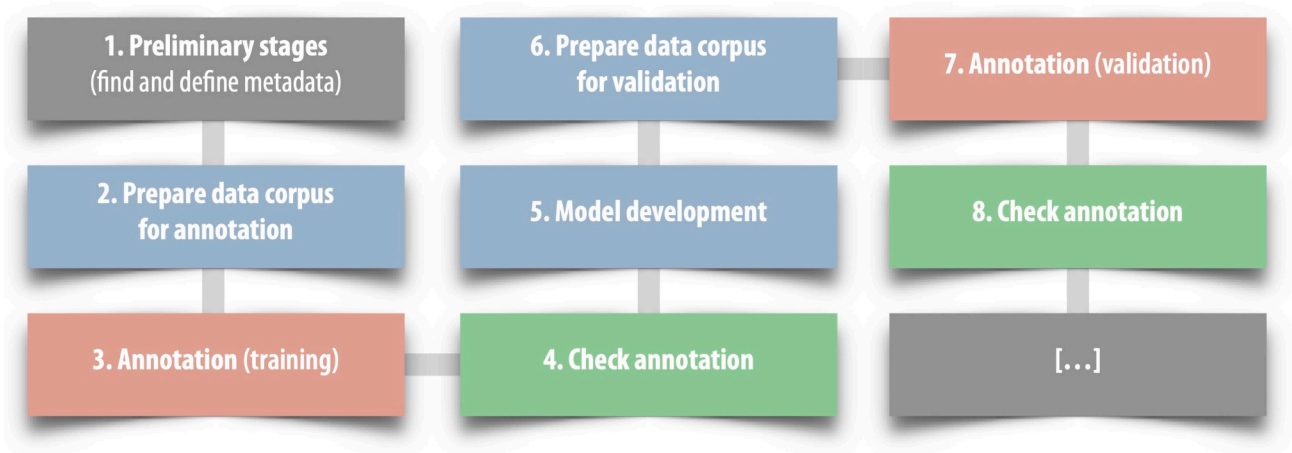 1. Preliminary stages
(find and define metadata)
2. Prepare data corpus
for annotation
3. Annotation (training)
4. Check annotation
5. Model development
6. Prepare data corpus
for validation
7. Annotation (validation)
8. Check annotation
[…]